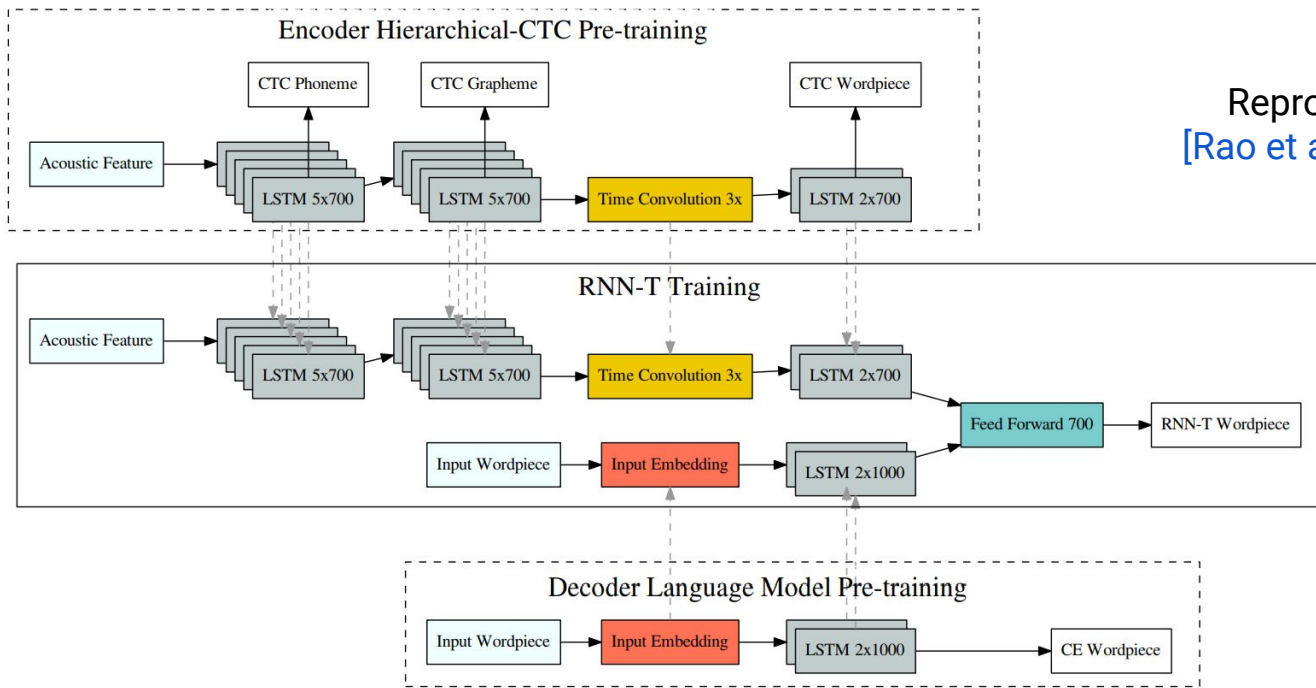 Encoder Hierarchical-CTC Pre-training
CTC Phoneme
CTC Grapheme
CTC Wordpiece
Acoustic Feature
LSTM 5x700
LSTM 5x700
Time Convolution 3x
LSTM 2x700
Repro
[Rao et a
RNN-T Training
Acoustic Feature
LSTM 5x700
LSTM 5x700
Time Convolution 3x
LSTM 2x700
Feed Forward 700
RNN-T Wordpiece
Input Wordpiece
Input Embedding
LSTM 2x1000
Decoder Language Model Pre-training
Input Wordpiece
Input Embedding
LSTM 2x1000
CE Wordpiece